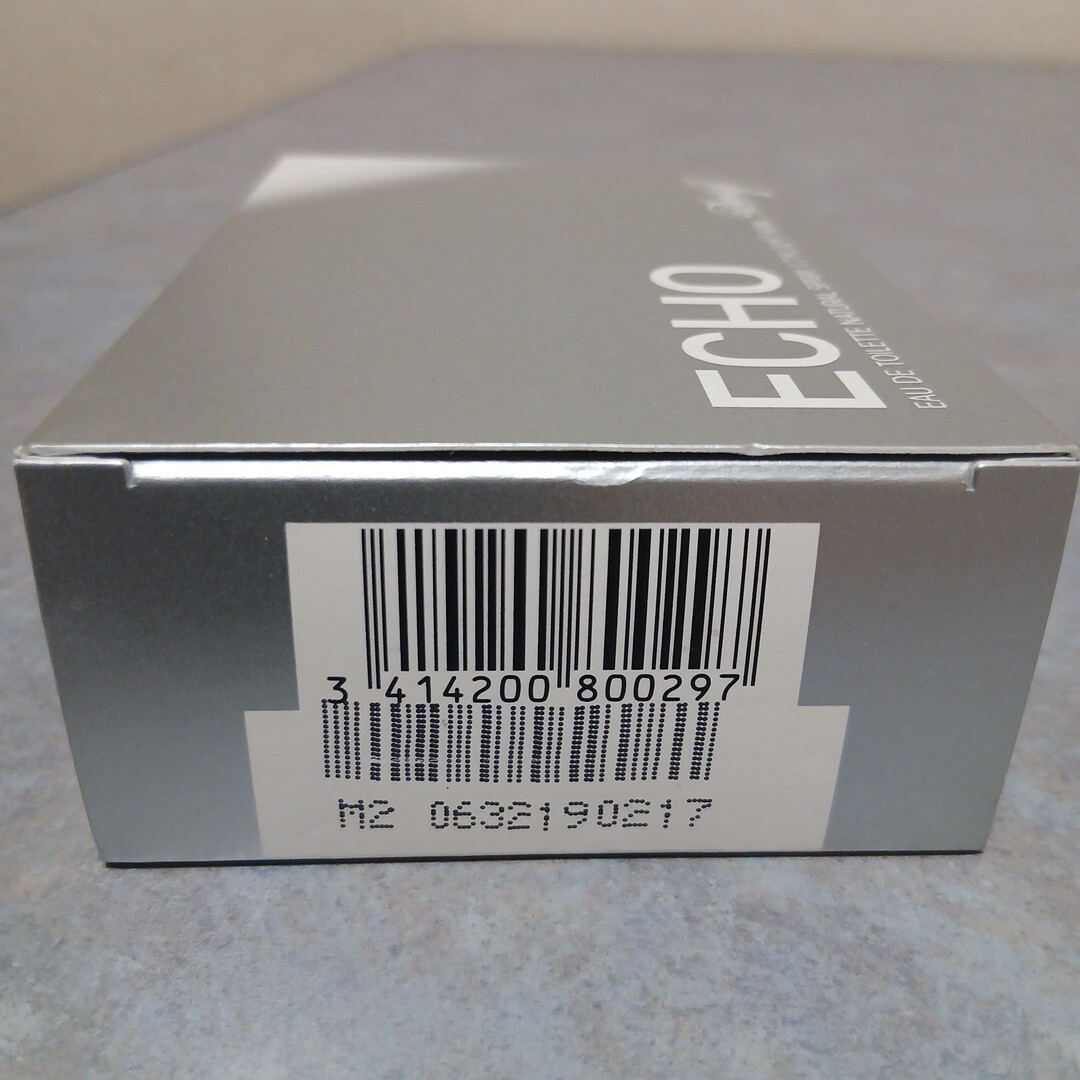 ECHO
EAU DE TOILETTE NATURAL SPRAY
3 414200 800297
M2 0632190217